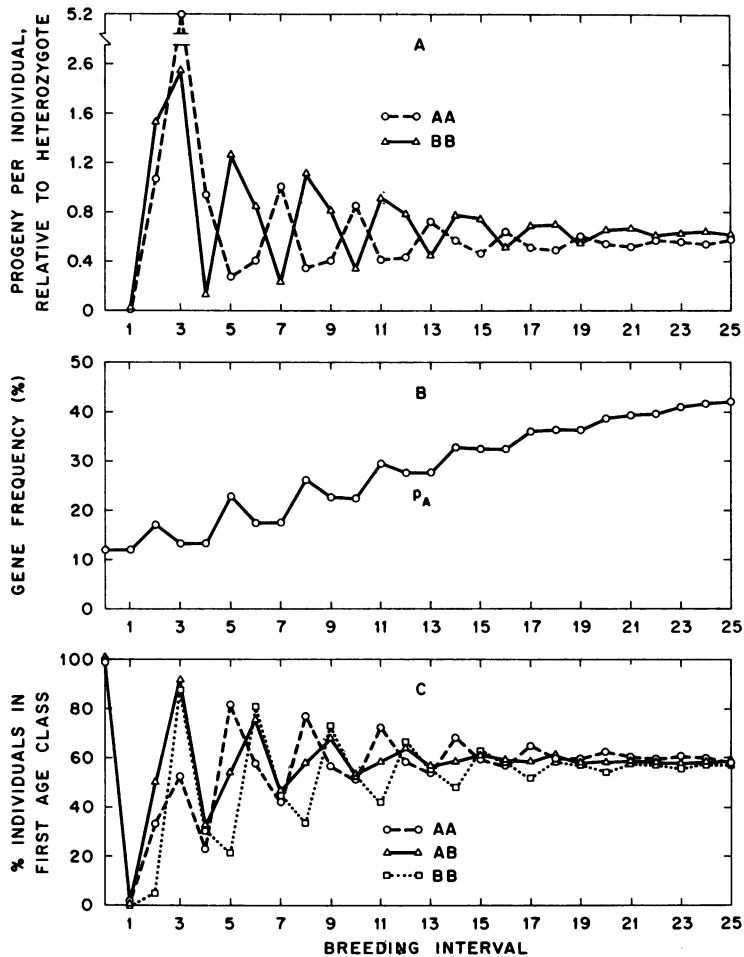 PROGENY PER INDIVIDUAL,
RELATIVE TO HETEROZYGOTE
5.2
2.6
1.6
1.2
0.8
0.4
0
A
AA
BB
1 3 5 7 9 11 13 15 17 19 21 23 25
GENE FREQUENCY (%)
50
40
30
20
10
0
B
PA
1 3 5 7 9 11 13 15 17 19 21 23 25
% INDIVIDUALS IN
FIRST AGE CLASS
100
80
60
40
20
0
C
AA
AB
BB
1 3 5 7 9 11 13 15 17 19 21 23 25
BREEDING INTERVAL